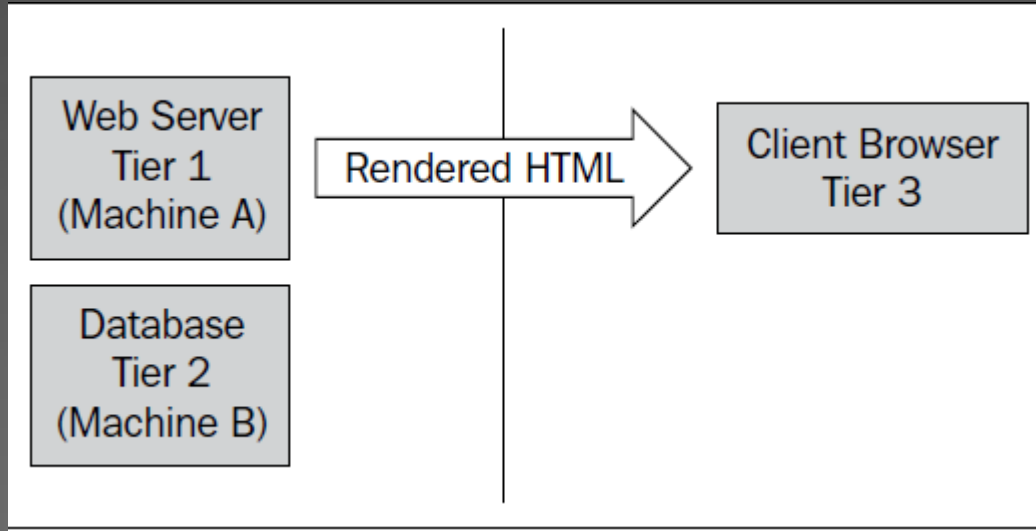 Web Server
Tier 1
(Machine A)
Rendered HTML
Client Browser
Tier 3
Database
Tier 2
(Machine B)